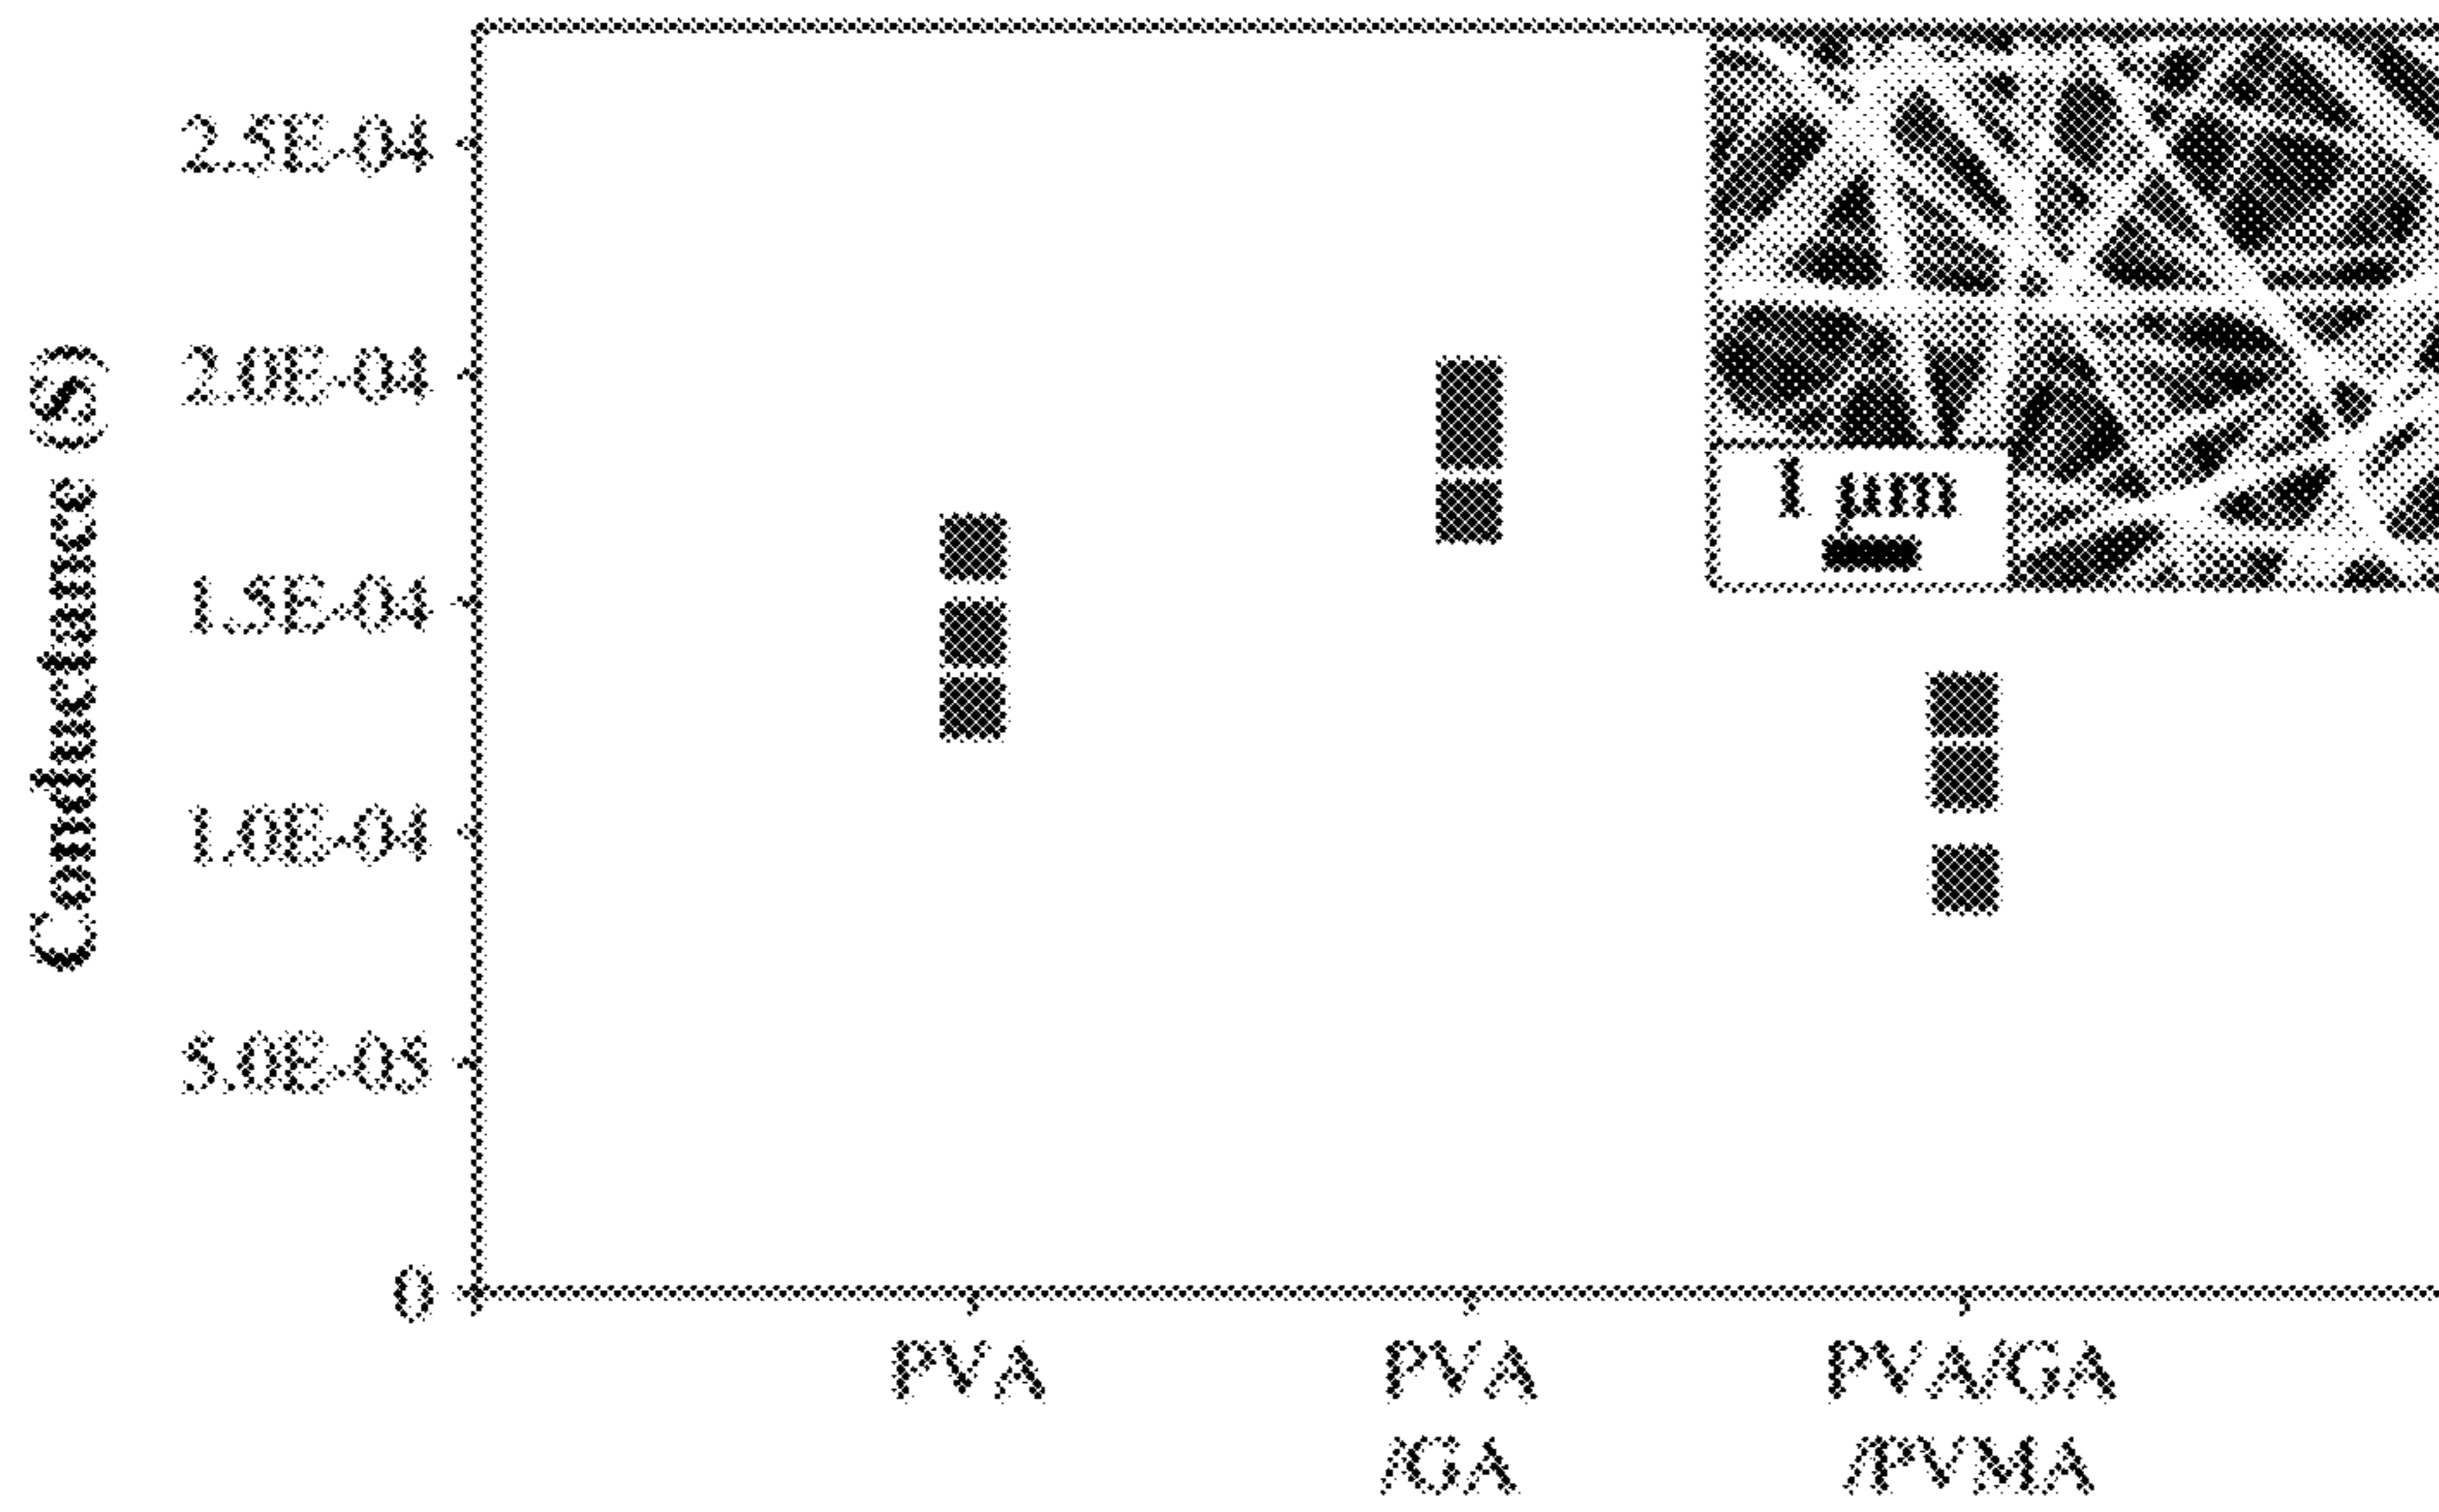 Conductance (S)
2.5E-04
2.0E-04
1.5E-04
1.0E-04
5.0E-05
0
1 µm
PVA
PVA
/GA
PVA/GA
/PVMA